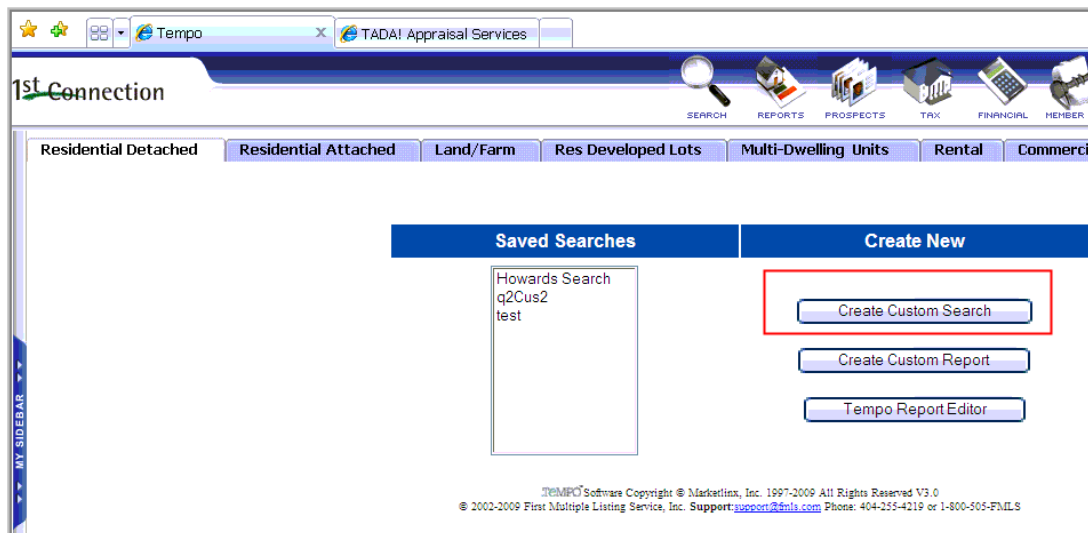 Tempo
TADA! Appraisal Services
1st Connection
SEARCH REPORTS PROSPECTS TAX FINANCIAL MEMBER
Residential Detached Residential Attached Land/Farm Res Developed Lots Multi-Dwelling Units Rental Commerci
Saved Searches Create New
Howards Search
q2Cus2
test
Create Custom Search
Create Custom Report
Tempo Report Editor
MY SIDEBAR
TEMPO Software Copyright © Marketlinx, Inc. 1997-2009 All Rights Reserved V3.0
© 2002-2009 First Multiple Listing Service, Inc. Support:support@fmls.com Phone: 404-255-4219 or 1-800-505-FMLS